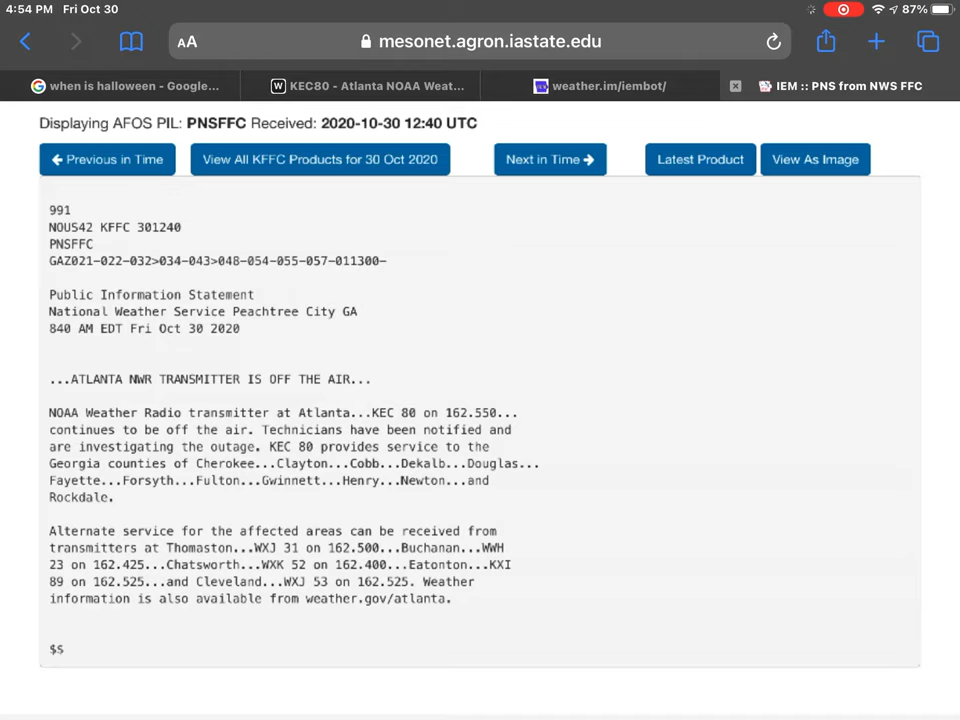 4:54 PM Fri Oct 30
87%
AA
mesonet.agron.iastate.edu
when is halloween - Google...
KEC80 - Atlanta NOAA Weat...
weather.im/iembot/
IEM :: PNS from NWS FFC
Displaying AFOS PIL: PNSFFC Received: 2020-10-30 12:40 UTC
Previous in Time
View All KFFC Products for 30 Oct 2020
Next in Time
Latest Product
View As Image
991
NOUS42 KFFC 301240
PNSFFC
GAZ021-022-032>034-043>048-054-055-057-011300-
Public Information Statement
National Weather Service Peachtree City GA
840 AM EDT Fri Oct 30 2020
...ATLANTA NWR TRANSMITTER IS OFF THE AIR...
NOAA Weather Radio transmitter at Atlanta...KEC 80 on 162.550...
continues to be off the air. Technicians have been notified and
are investigating the outage. KEC 80 provides service to the
Georgia counties of Cherokee...Clayton...Cobb...Dekalb...Douglas...
Fayette...Forsyth...Fulton...Gwinnett...Henry...Newton...and
Rockdale.
Alternate service for the affected areas can be received from
transmitters at Thomaston...WXJ 31 on 162.500...Buchanan...WWH
23 on 162.425...Chatsworth...WXK 52 on 162.400...Eatonton...KXI
89 on 162.525...and Cleveland...WXJ 53 on 162.525. Weather
information is also available from weather.gov/atlanta.
$$